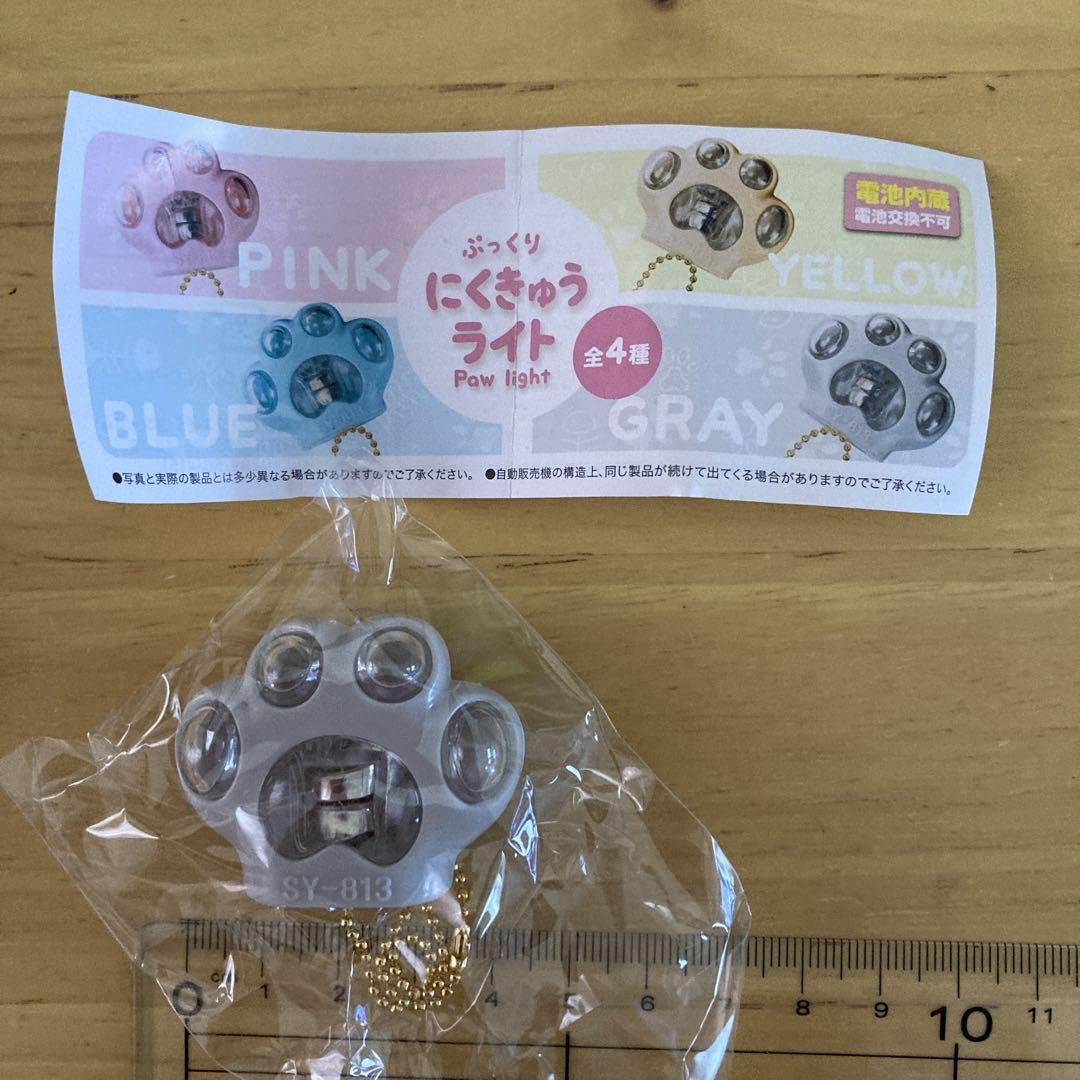 PINK
BLUE
ぷっくり
にくきゅう
ライト
Paw light
全4種
電池内蔵
電池交換不可
YELLOW
GRAY
●写真と実際の製品とは多少異なる場合がありますのでご了承ください。 ●自動販売機の構造上、同じ製品が続けて出てくる場合がありますのでご了承ください。
SY-813
0 1 2 4 5 6 7 8 9 10 11